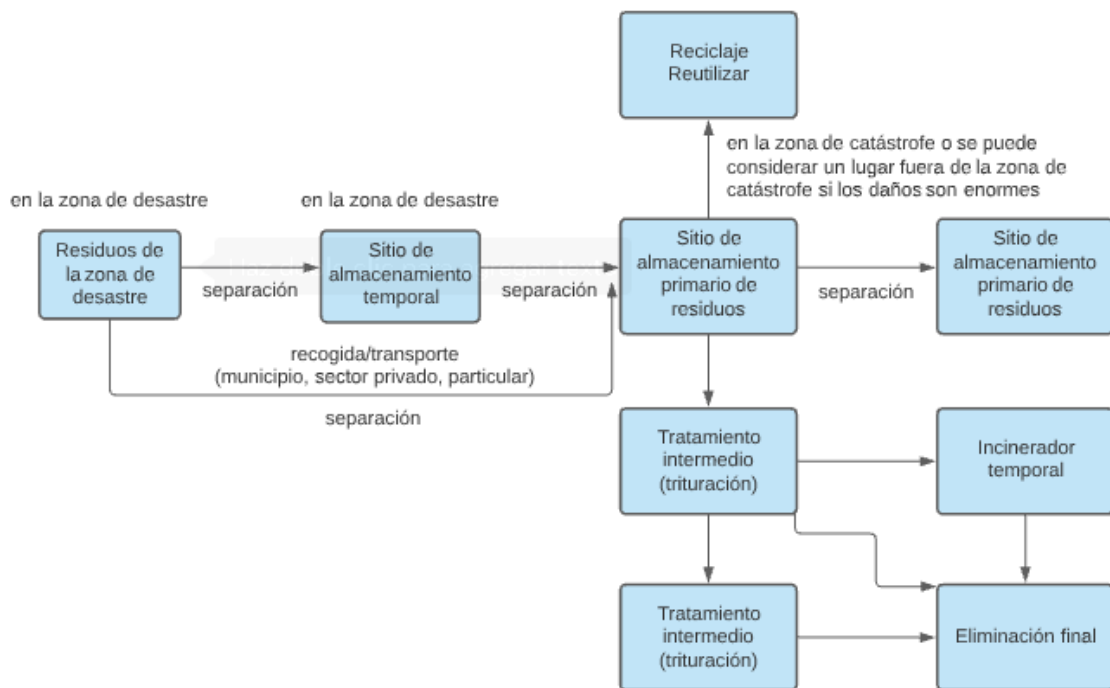 Reciclaje
Reutilizar
en la zona de catástrofe o se puede
considerar un lugar fuera de la zona de
catástrofe si los daños son enormes
en la zona de desastre
en la zona de desastre
Residuos de
la zona de
desastre
separación
Sitio de
almacenamiento
temporal
separación
Sitio de
almacenamiento
primario de
residuos
separación
Sitio de
almacenamiento
primario de
residuos
recogida/transporte
(municipio, sector privado, particular)
separación
Tratamiento
intermedio
(trituración)
Incinerador
temporal
Tratamiento
intermedio
(trituración)
Eliminación final